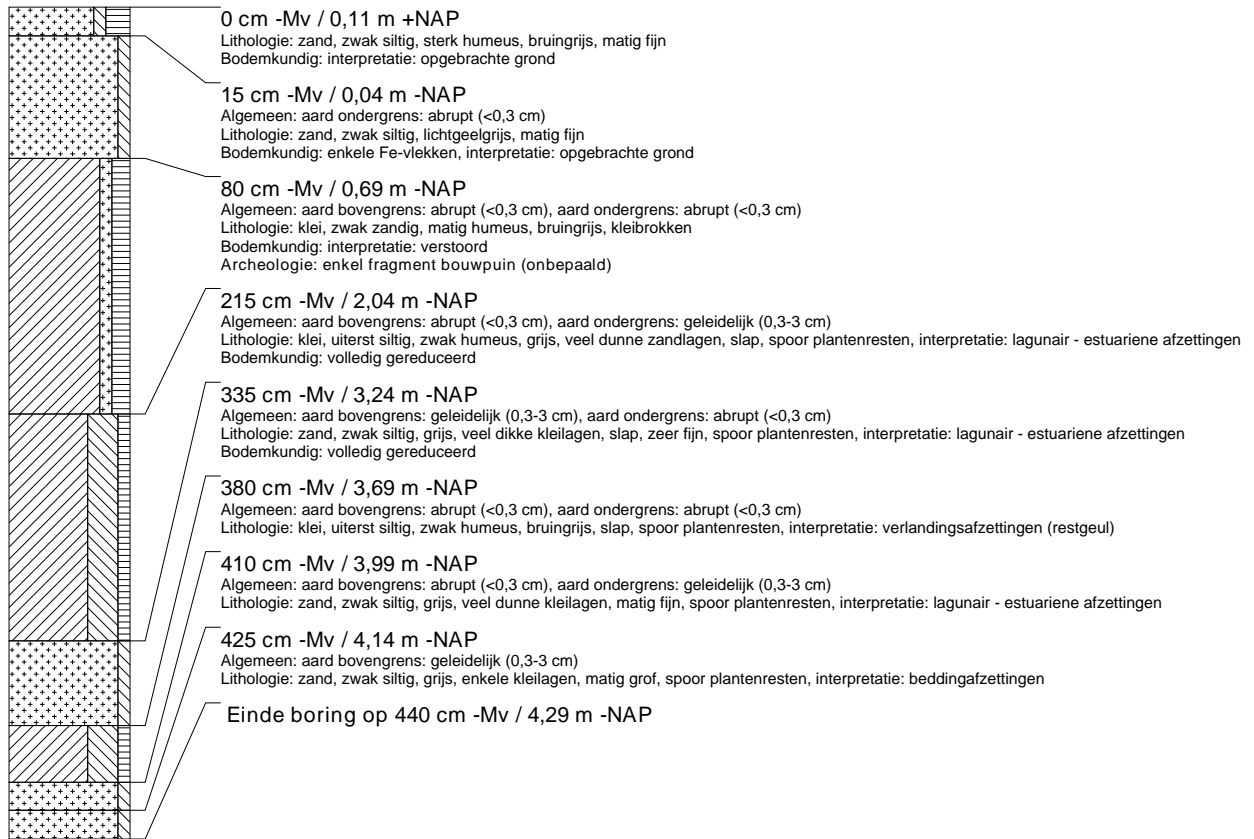 0 cm -Mv / 0,11 m +NAP
Lithologie: zand, zwak siltig, sterk humeus, bruingrijs, matig fijn
Bodemkundig: interpretatie: opgebrachte grond
15 cm -Mv / 0,04 m -NAP
Algemeen: aard ondergrens: abrupt (<0,3 cm)
Lithologie: zand, zwak siltig, lichtgeelgrijs, matig fijn
Bodemkundig: enkele Fe-vlekken, interpretatie: opgebrachte grond
80 cm -Mv / 0,69 m -NAP
Algemeen: aard bovengrens: abrupt (<0,3 cm), aard ondergrens: abrupt (<0,3 cm)
Lithologie: klei, zwak zandig, matig humeus, bruingrijs, kleibrokken
Bodemkundig: interpretatie: verstoord
Archeologie: enkel fragment bouwpuin (onbepaald)
215 cm -Mv / 2,04 m -NAP
Algemeen: aard bovengrens: abrupt (<0,3 cm), aard ondergrens: geleidelijk (0,3-3 cm)
Lithologie: klei, uiterst siltig, zwak humeus, grijs, veel dunne zandlagen, slap, spoor plantenresten, interpretatie: lagunair - estuariene afzettingen
Bodemkundig: volledig gereduceerd
335 cm -Mv / 3,24 m -NAP
Algemeen: aard bovengrens: geleidelijk (0,3-3 cm), aard ondergrens: abrupt (<0,3 cm)
Lithologie: zand, zwak siltig, grijs, veel dikke kleilagen, slap, zeer fijn, spoor plantenresten, interpretatie: lagunair - estuariene afzettingen
Bodemkundig: volledig gereduceerd
380 cm -Mv / 3,69 m -NAP
Algemeen: aard bovengrens: abrupt (<0,3 cm), aard ondergrens: abrupt (<0,3 cm)
Lithologie: klei, uiterst siltig, zwak humeus, bruingrijs, slap, spoor plantenresten, interpretatie: verlandingsafzettingen (restgeul)
410 cm -Mv / 3,99 m -NAP
Algemeen: aard bovengrens: abrupt (<0,3 cm), aard ondergrens: geleidelijk (0,3-3 cm)
Lithologie: zand, zwak siltig, grijs, veel dunne kleilagen, matig fijn, spoor plantenresten, interpretatie: lagunair - estuariene afzettingen
425 cm -Mv / 4,14 m -NAP
Algemeen: aard bovengrens: geleidelijk (0,3-3 cm)
Lithologie: zand, zwak siltig, grijs, enkele kleilagen, matig grof, spoor plantenresten, interpretatie: beddingafzettingen
Einde boring op 440 cm -Mv / 4,29 m -NAP